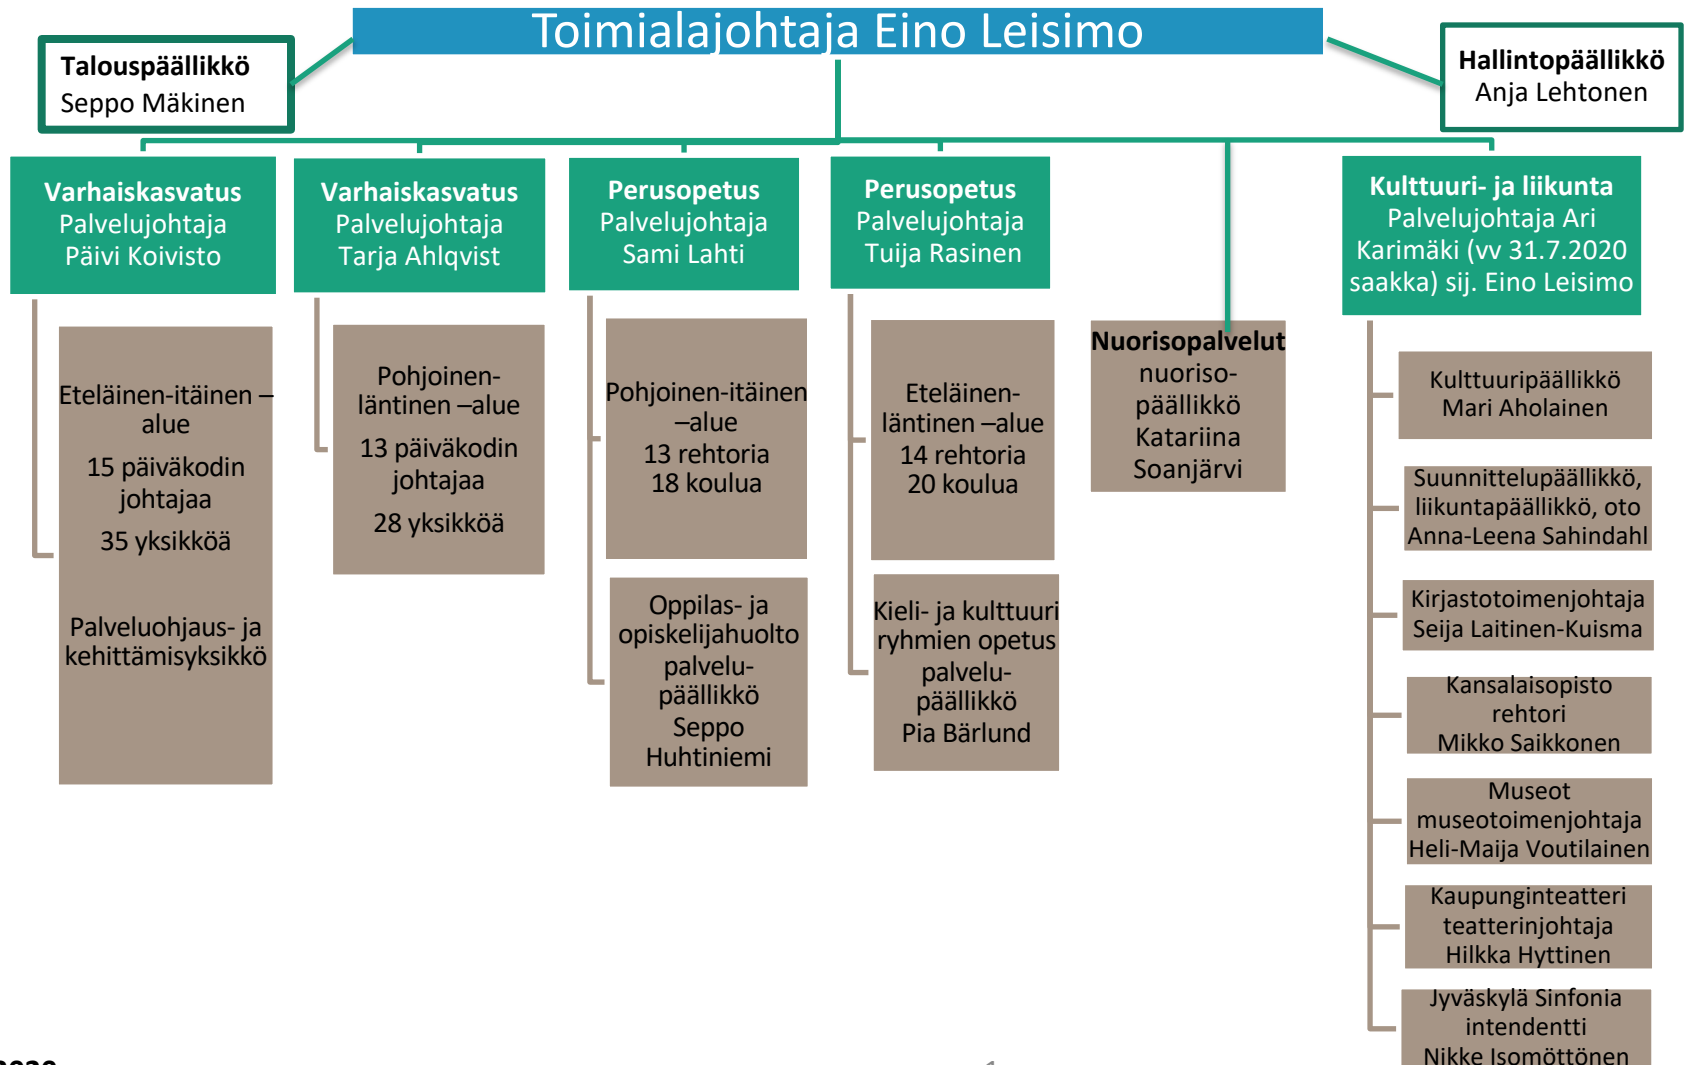 Toimialajohtaja Eino Leisimo
Talouspäällikkö
Seppo Mäkinen
Hallintopäällikkö
Anja Lehtonen
Varhaiskasvatus
Palvelujohtaja
Päivi Koivisto
Eteläinen-itäinen –
alue
15 päiväkodin
johtajaa
35 yksikköä
Palveluohjaus- ja
kehittämisyksikkö
Varhaiskasvatus
Palvelujohtaja
Tarja Ahlqvist
Pohjoinen-
läntinen –alue
13 päiväkodin
johtajaa
28 yksikköä
Perusopetus
Palvelujohtaja
Sami Lahti
Pohjoinen-itäinen
–alue
13 rehtoria
18 koulua
Oppilas- ja
opiskelijahuolto
palvelu-
päällikkö
Seppo
Huhtiniemi
Perusopetus
Palvelujohtaja
Tuija Rasinen
Eteläinen-
läntinen –alue
14 rehtoria
20 koulua
Kieli- ja kulttuuri
ryhmien opetus
palvelu-
päällikkö
Pia Bärlund
Nuorisopalvelut
nuoriso-
päällikkö
Katariina
Soanjärvi
Kulttuuri- ja liikunta
Palvelujohtaja Ari
Karimäki (vv 31.7.2020
saakka) sij. Eino Leisimo
Kulttuuripäällikkö
Mari Aholainen
Suunnittelupäällikkö,
liikuntapäällikkö, oto
Anna-Leena Sahindahl
Kirjastotoimenjohtaja
Seija Laitinen-Kuisma
Kansalaisopisto
rehtori
Mikko Saikkonen
Museot
museotoimenjohtaja
Heli-Maija Voutilainen
Kaupunginteatteri
teatterinjohtaja
Hilkka Hyttinen
Jyväskylä Sinfonia
intendentti
Nikke Isomöttönen